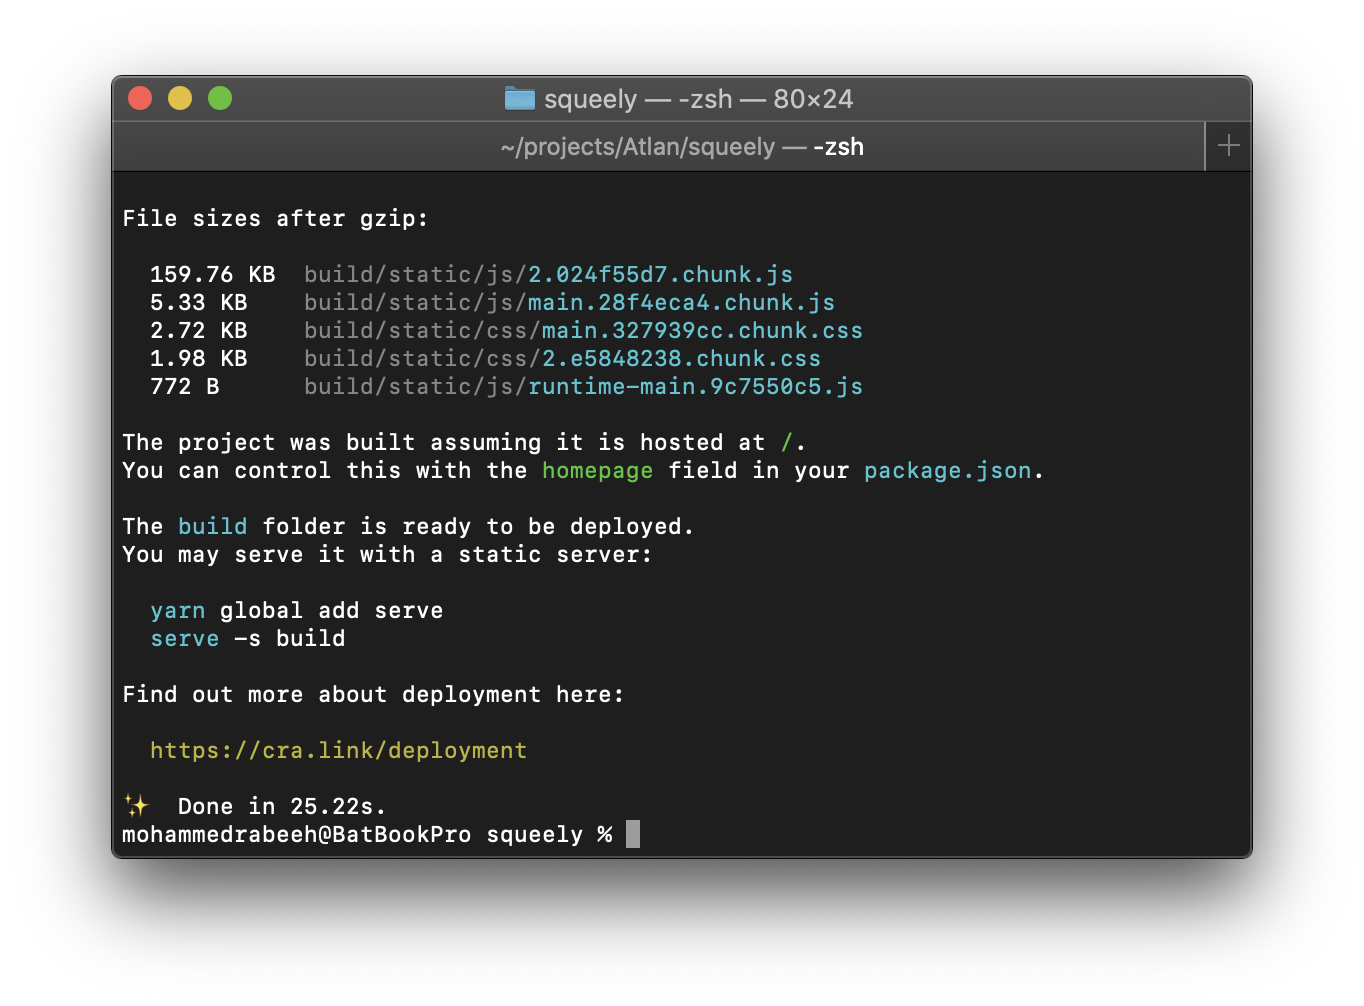 squeely — -zsh — 80×24
~/projects/Atlan/squeely — -zsh
File sizes after gzip:
159.76 KB  build/static/js/2.024f55d7.chunk.js
5.33 KB    build/static/js/main.28f4eca4.chunk.js
2.72 KB    build/static/css/main.327939cc.chunk.css
1.98 KB    build/static/css/2.e5848238.chunk.css
772 B      build/static/js/runtime-main.9c7550c5.js
The project was built assuming it is hosted at /.
You can control this with the homepage field in your package.json.
The build folder is ready to be deployed.
You may serve it with a static server:
yarn global add serve
serve -s build
Find out more about deployment here:
https://cra.link/deployment
✨  Done in 25.22s.
mohammedrabeeh@BatBookPro squeely %